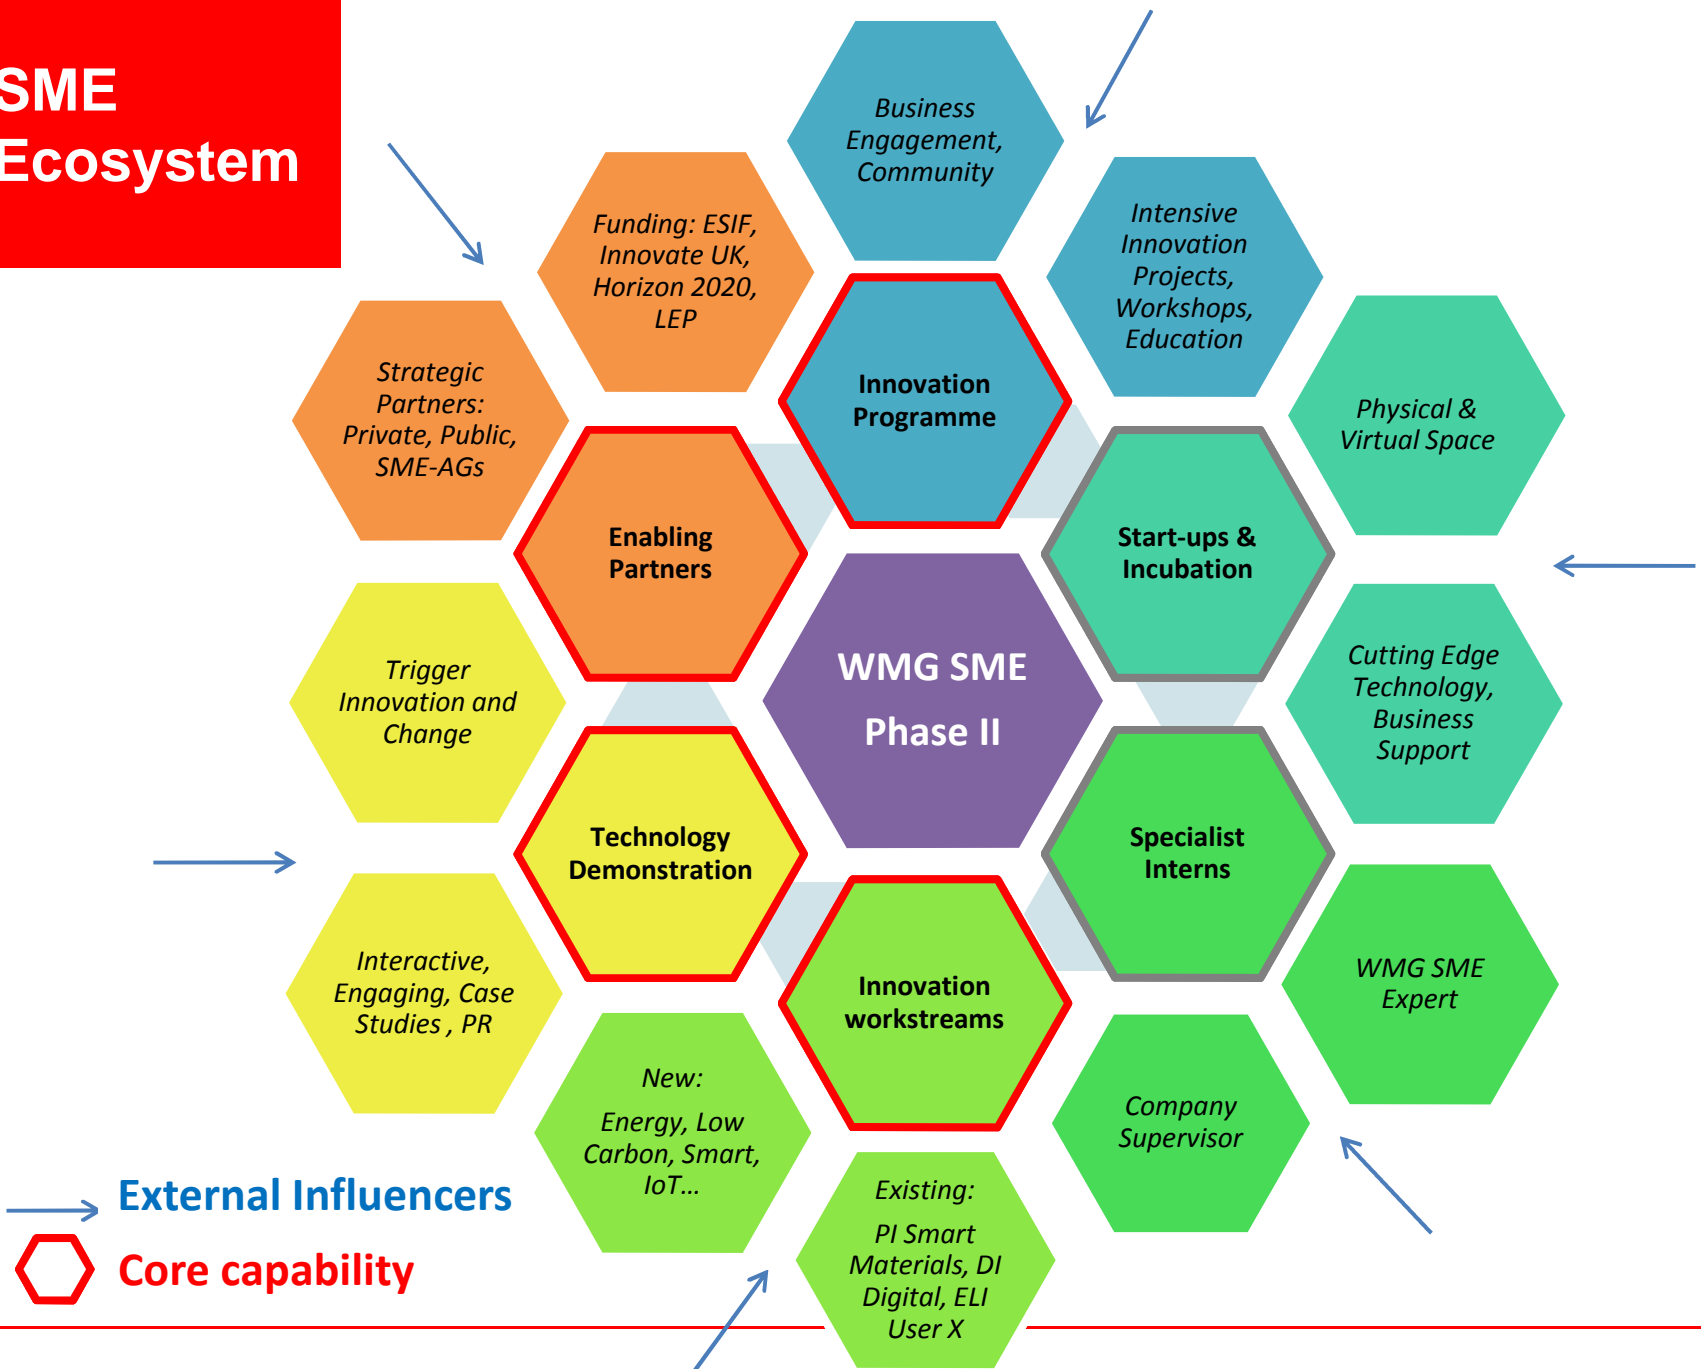 SME
Ecosystem
Business
Engagement,
Community
Funding: ESIF,
Innovate UK,
Horizon 2020,
LEP
Intensive
Innovation
Projects,
Workshops,
Education
Strategic
Partners:
Private, Public,
SME-AGs
Innovation
Programme
Physical &
Virtual Space
Enabling
Partners
Start-ups &
Incubation
Trigger
Innovation and
Change
WMG SME
Phase II
Cutting Edge
Technology,
Business
Support
Technology
Demonstration
Specialist
Interns
Interactive,
Engaging, Case
Studies , PR
Innovation
workstreams
WMG SME
Expert
New:
Energy, Low
Carbon, Smart,
IoT...
Company
Supervisor
Existing:
PI Smart
Materials, DI
Digital, ELI
User X
External Influencers
Core capability